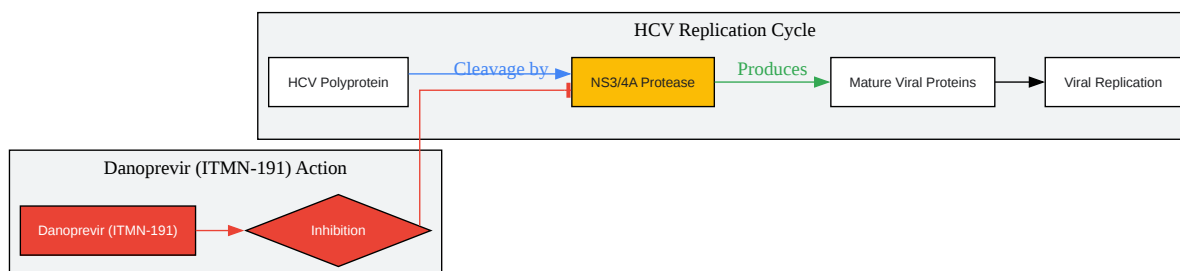 HCV Replication Cycle
HCV Polyprotein
Cleavage by
NS3/4A Protease
Produces
Mature Viral Proteins
Viral Replication
Danoprevir (ITMN-191) Action
Danoprevir (ITMN-191)
Inhibition